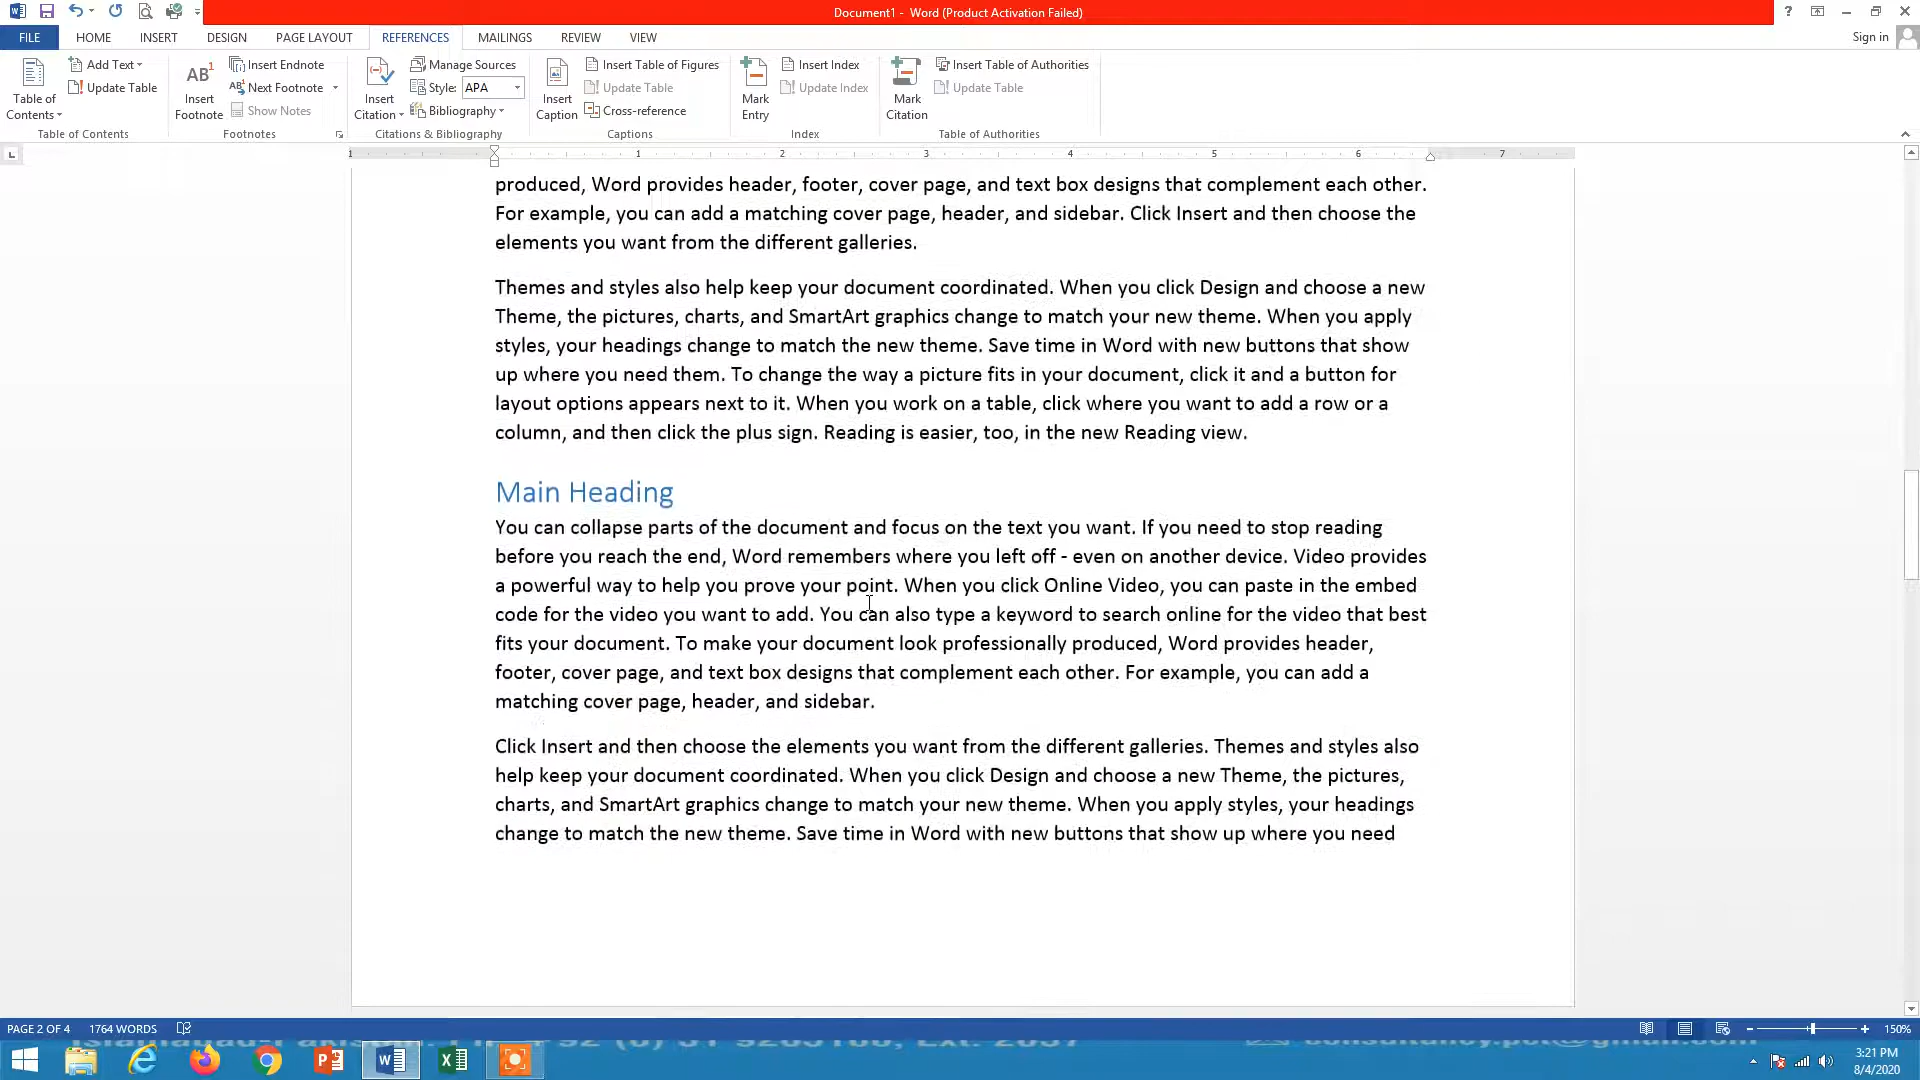 Document1 - Word (Product Activation Failed)
FILE HOME INSERT DESIGN PAGE LAYOUT REFERENCES MAILINGS REVIEW VIEW Sign in
Table of Contents
Add Text
Update Table
Table of Contents
AB1 Insert Footnote
Insert Endnote
AB1 Next Footnote
Show Notes
Footnotes
Insert Citation
Manage Sources
Style: APA
Bibliography
Citations & Bibliography
Insert Caption
Insert Table of Figures
Update Table
Cross-reference
Captions
Mark Entry
Insert Index
Update Index
Index
Mark Citation
Insert Table of Authorities
Update Table
Table of Authorities
1 1 2 3 4 5 6 7
produced, Word provides header, footer, cover page, and text box designs that complement each other.
For example, you can add a matching cover page, header, and sidebar. Click Insert and then choose the
elements you want from the different galleries.
Themes and styles also help keep your document coordinated. When you click Design and choose a new
Theme, the pictures, charts, and SmartArt graphics change to match your new theme. When you apply
styles, your headings change to match the new theme. Save time in Word with new buttons that show
up where you need them. To change the way a picture fits in your document, click it and a button for
layout options appears next to it. When you work on a table, click where you want to add a row or a
column, and then click the plus sign. Reading is easier, too, in the new Reading view.
Main Heading
You can collapse parts of the document and focus on the text you want. If you need to stop reading
before you reach the end, Word remembers where you left off - even on another device. Video provides
a powerful way to help you prove your point. When you click Online Video, you can paste in the embed
code for the video you want to add. You can also type a keyword to search online for the video that best
fits your document. To make your document look professionally produced, Word provides header,
footer, cover page, and text box designs that complement each other. For example, you can add a
matching cover page, header, and sidebar.
Click Insert and then choose the elements you want from the different galleries. Themes and styles also
help keep your document coordinated. When you click Design and choose a new Theme, the pictures,
charts, and SmartArt graphics change to match your new theme. When you apply styles, your headings
change to match the new theme. Save time in Word with new buttons that show up where you need
PAGE 2 OF 4 1764 WORDS 150%
3:21 PM
8/4/2020